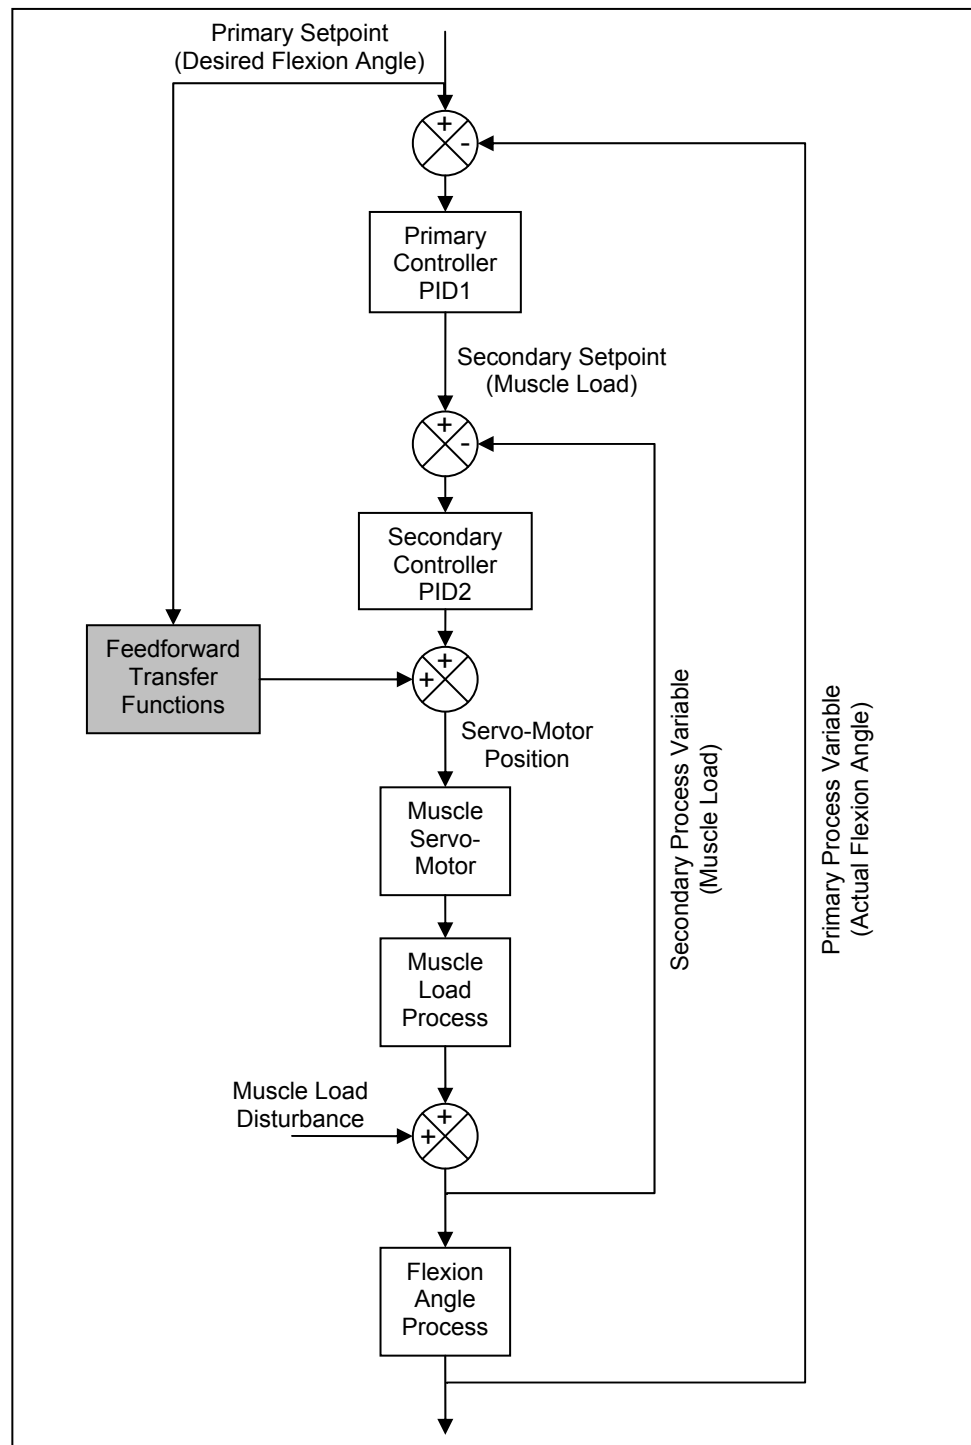 Primary Setpoint
(Desired Flexion Angle)
+
-
Primary
Controller
PID1
Secondary Setpoint
(Muscle Load)
+
-
Secondary
Controller
PID2
Feedforward
Transfer
Functions
+
+
Servo-Motor
Position
Muscle
Servo-
Motor
Muscle
Load
Process
Muscle Load
Disturbance
+
+
Flexion
Angle
Process
Secondary Process Variable
(Muscle Load)
Primary Process Variable
(Actual Flexion Angle)